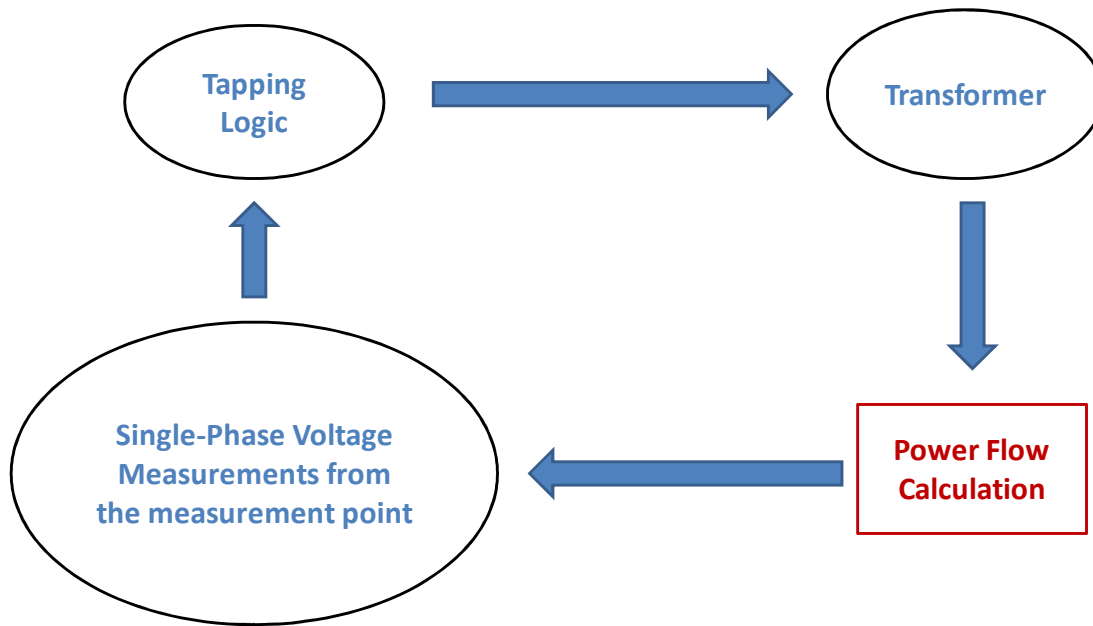 Tapping
Logic
Transformer
Single-Phase Voltage
Measurements from
the measurement point
Power Flow
Calculation